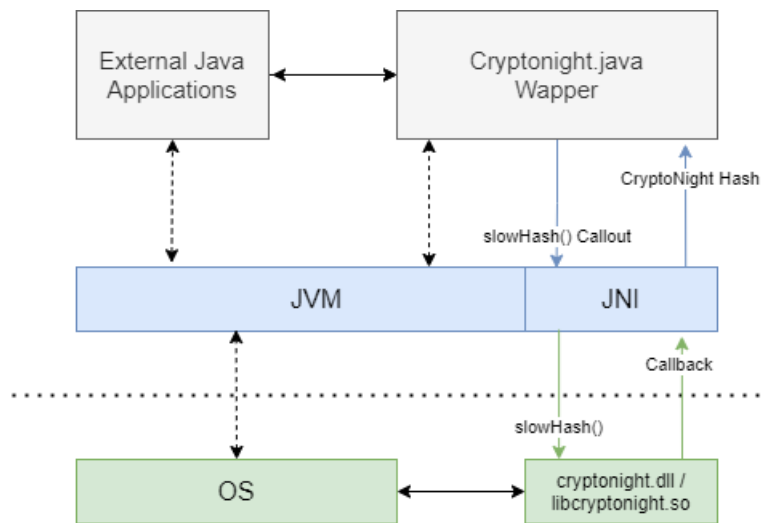 External Java
Applications
Cryptonight.java
Wapper
CryptoNight Hash
slowHash() Callout
JVM
JNI
Callback
slowHash()
OS
cryptonight.dll /
libcryptonight.so